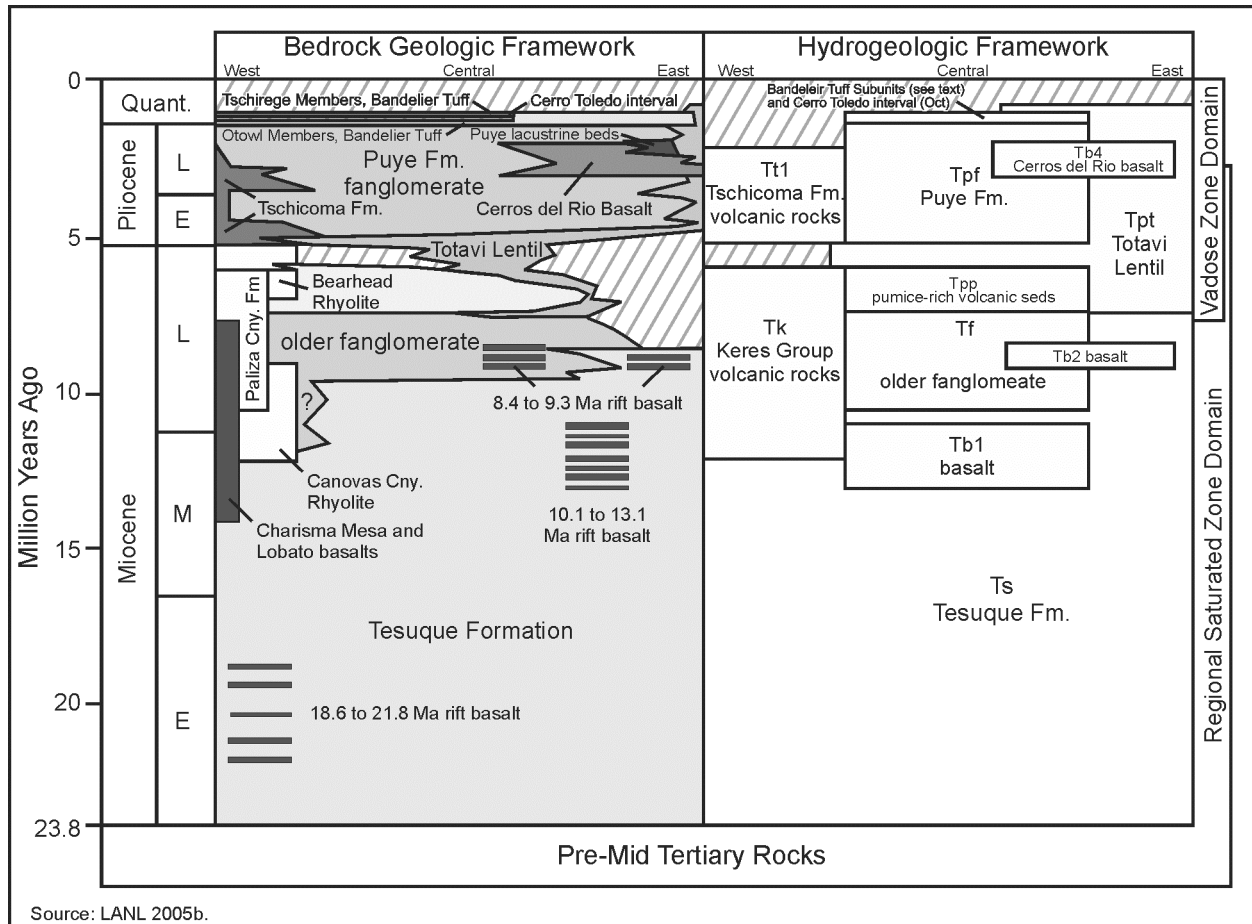 Bedrock Geologic Framework
West
Central
East
Hydrogeologic Framework
West
Central
East
Million Years Ago
0
5
10
15
20
23.8
Quant.
Pliocene
L
E
Miocene
L
M
E
Tschirege Members, Bandelier Tuff
Cerro Toledo interval
Otowl Members, Bandelier Tuff
Puye lacustrine beds
Puye Fm.
fanglomerate
Tschicoma Fm.
Cerros del Rio Basalt
Totavi Lentil
Bearhead
Rhyolite
Paliza Cny. Fm
older fanglomerate
?
8.4 to 9.3 Ma rift basalt
Canovas Cny.
Rhyolite
Charisma Mesa and
Lobato basalts
10.1 to 13.1
Ma rift basalt
Tesuque Formation
18.6 to 21.8 Ma rift basalt
Bandeleir Tuff Subunits (see text)
and Cerro Toledo interval (Oct)
Tt1
Tschicoma Fm.
volcanic rocks
Tpf
Puye Fm.
Tb4
Cerros del Rio basalt
Tpt
Totavi
Lentil
Tpp
pumice-rich volcanic seds
Tk
Keres Group
volcanic rocks
Tf
older fanglomeate
Tb2 basalt
Tb1
basalt
Ts
Tesuque Fm.
Vadose Zone Domain
Regional Saturated Zone Domain
Pre-Mid Tertiary Rocks
Source: LANL 2005b.